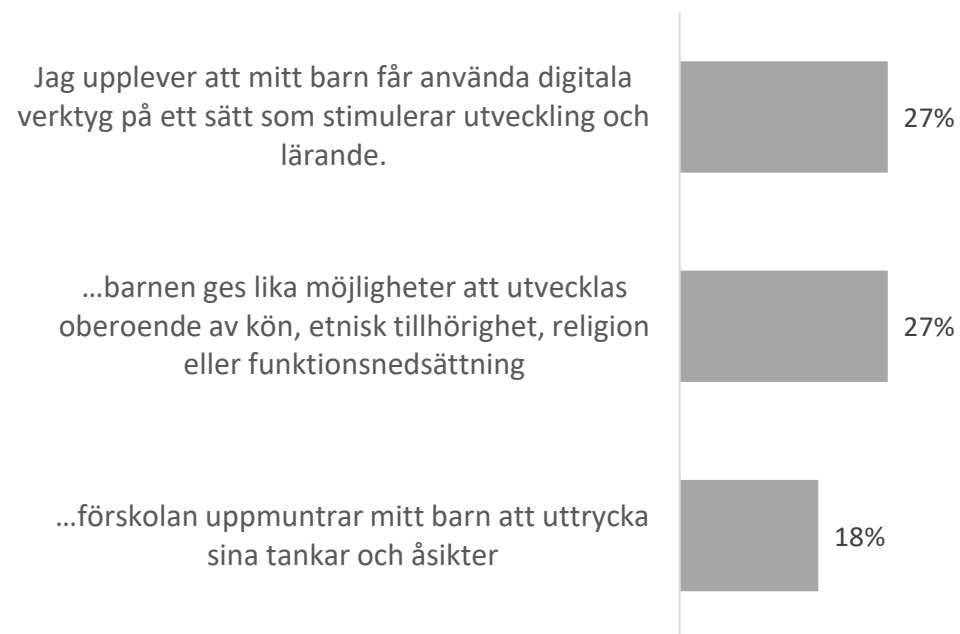 Jag upplever att mitt barn får använda digitala
verktyg på ett sätt som stimulerar utveckling och
lärande.
27%
…barnen ges lika möjligheter att utvecklas
oberoende av kön, etnisk tillhörighet, religion
eller funktionsnedsättning
27%
…förskolan uppmuntrar mitt barn att uttrycka
sina tankar och åsikter
18%